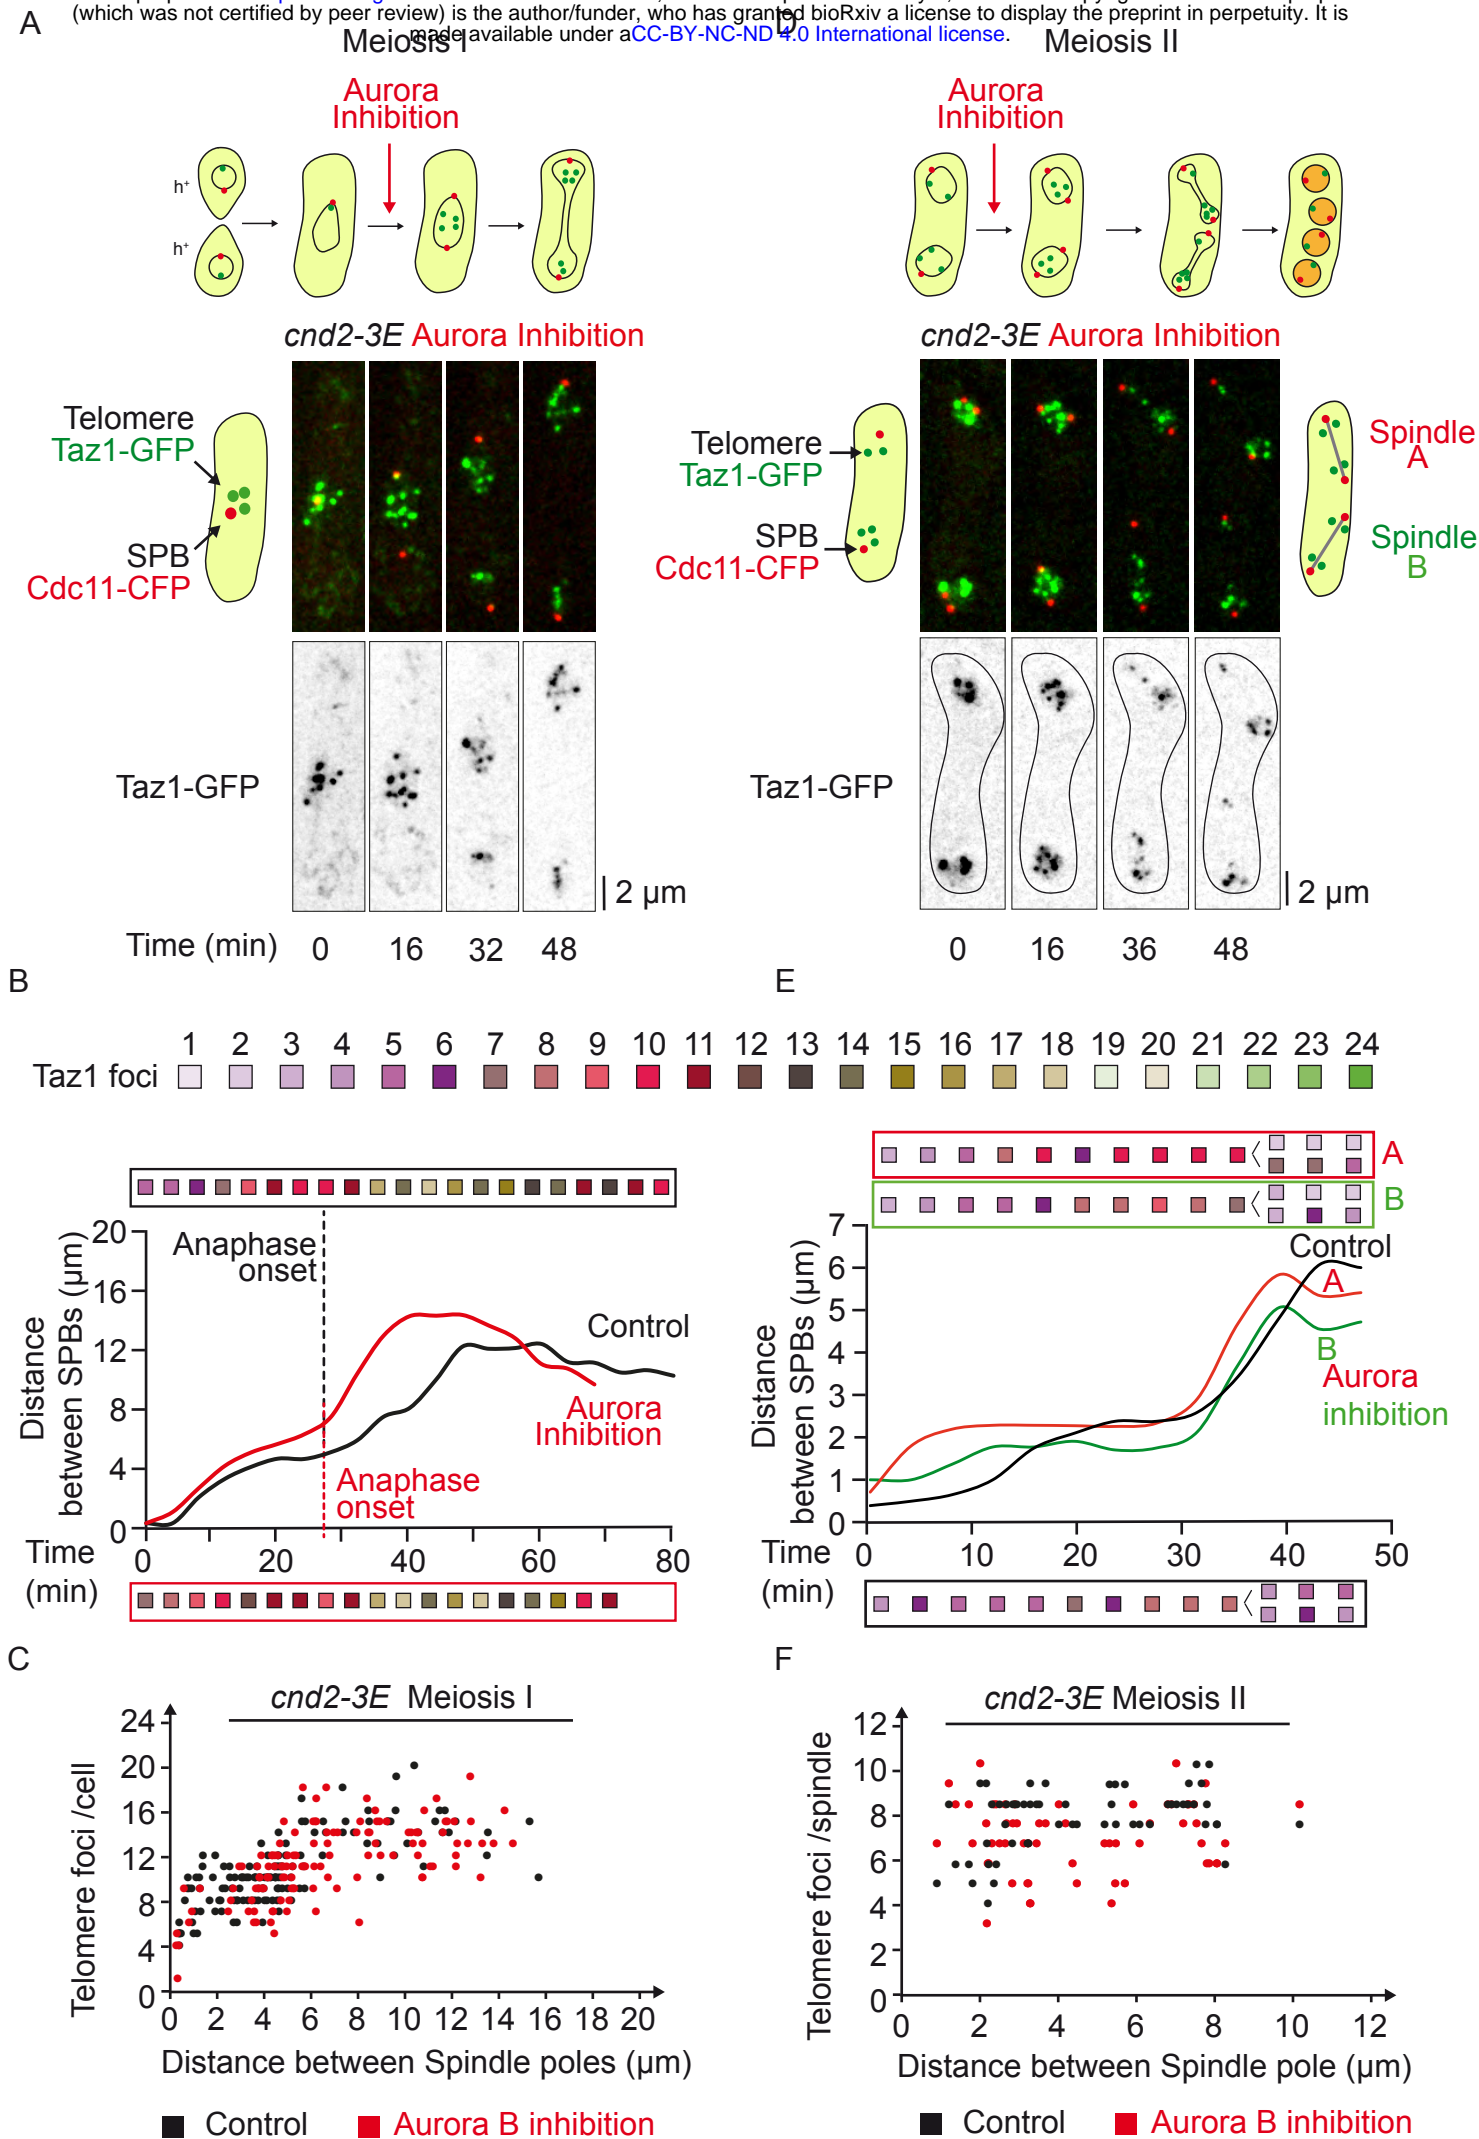 (which was not certified by peer review) is the author/funder, who has granted bioRxiv a license to display the preprint in perpetuity. It is
made available under aCC-BY-NC-ND 4.0 International license.
A
Meiosis I
Aurora
Inhibition
h+
h+
cnd2-3E Aurora Inhibition
Telomere
Taz1-GFP
SPB
Cdc11-CFP
Taz1-GFP
2 µm
Time (min) 0 16 32 48
D
Meiosis II
Aurora
Inhibition
cnd2-3E Aurora Inhibition
Telomere
Taz1-GFP
SPB
Cdc11-CFP
Spindle
A
Spindle
B
Taz1-GFP
2 µm
0 16 36 48
B
E
1 2 3 4 5 6 7 8 9 10 11 12 13 14 15 16 17 18 19 20 21 22 23 24
Taz1 foci
20
16
12
8
4
0
Distance
between SPBs (µm)
Anaphase
onset
Control
Aurora
Inhibition
Anaphase
onset
Time
(min)
0 20 40 60 80
A
B
7
6
5
4
3
2
1
0
Distance
between SPBs (µm)
Control
A
B
Aurora
inhibition
Time
(min)
0 10 20 30 40 50
C
cnd2-3E Meiosis I
24
20
16
12
8
4
0
Telomere foci /cell
0 2 4 6 8 10 12 14 16 18 20
Distance between Spindle poles (µm)
Control Aurora B inhibition
F
cnd2-3E Meiosis II
12
10
8
6
4
2
0
Telomere foci /spindle
0 2 4 6 8 10 12
Distance between Spindle pole (µm)
Control Aurora B inhibition